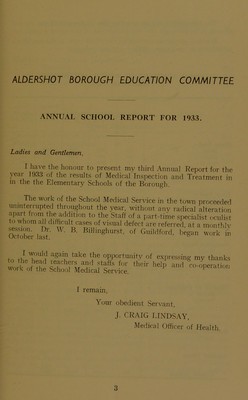 ALDERSHOT BOROUGH EDUCATION COMMITTEE
ANNUAL SCHOOL REPORT FOR 1933.
Ladies and Gentlemen,
I have the honour to present my third Annual Report for the
year 1933 of the results of Medical Inspection and Treatment in
in the the Elementary Schools of the Borough.
The work of the School Medical Service in the town proceeded
uninterrupted throughout the year, without any radical alteration
apart from the addition to the Staff of a part-time specialist oculist
to whom all difficult cases of visual defect are referred, at a monthly
session. Dr. W. B. Billinghurst, of Guildford, began work in
October last.
I would again take the opportunity of expressing my thanks
to the head teachers and staffs for their help and co-operation
work of the School Medical Service.
I remain,
Your obedient Servant,
J. CRAIG LINDSAY,
Medical Officer of Health.
3